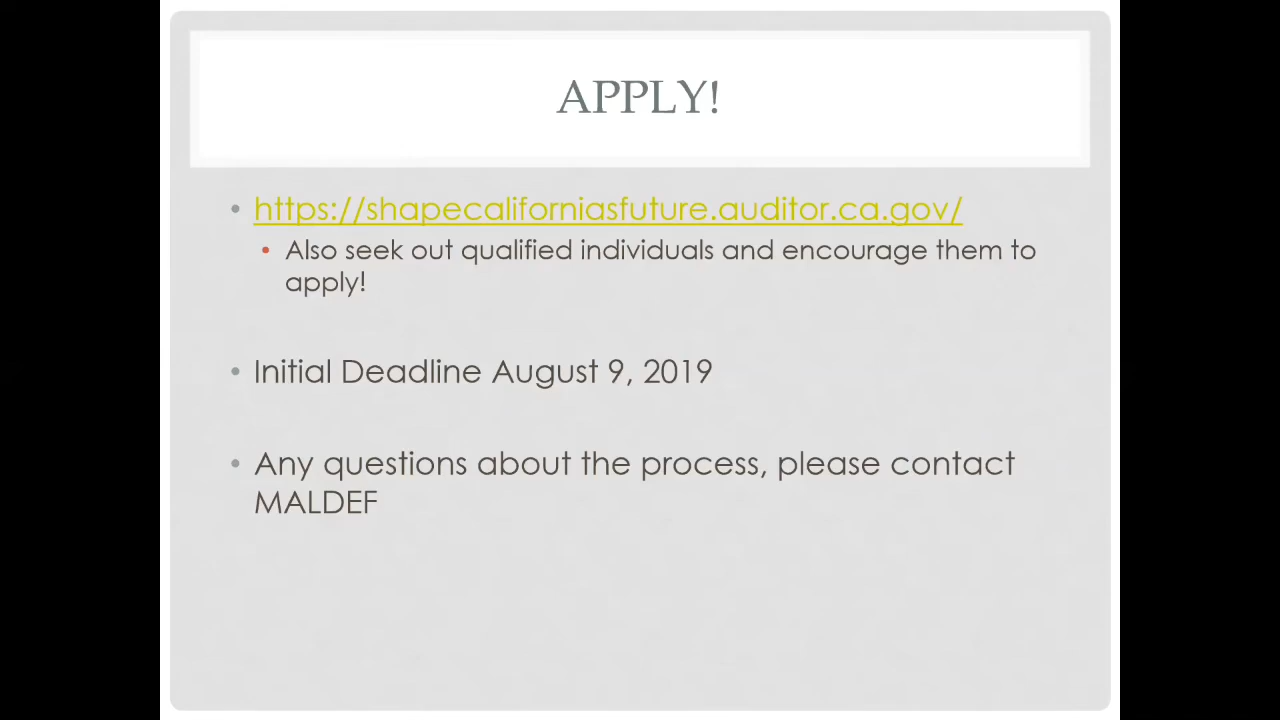 APPLY!
• https://shapecaliforniasfuture.auditor.ca.gov/
• Also seek out qualified individuals and encourage them to
apply!
• Initial Deadline August 9, 2019
• Any questions about the process, please contact
MALDEF